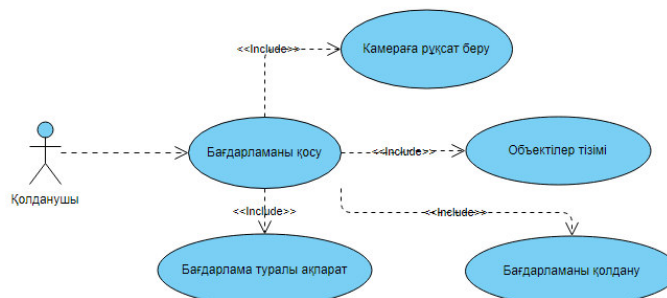 <<Include>>
Камераға рұқсат беру
Қолданушы
Бағдарламаны қосу
<<Include>>
Объектілер тізімі
<<Include>>
<<Include>>
Бағдарлама туралы ақпарат
Бағдарламаны қолдану